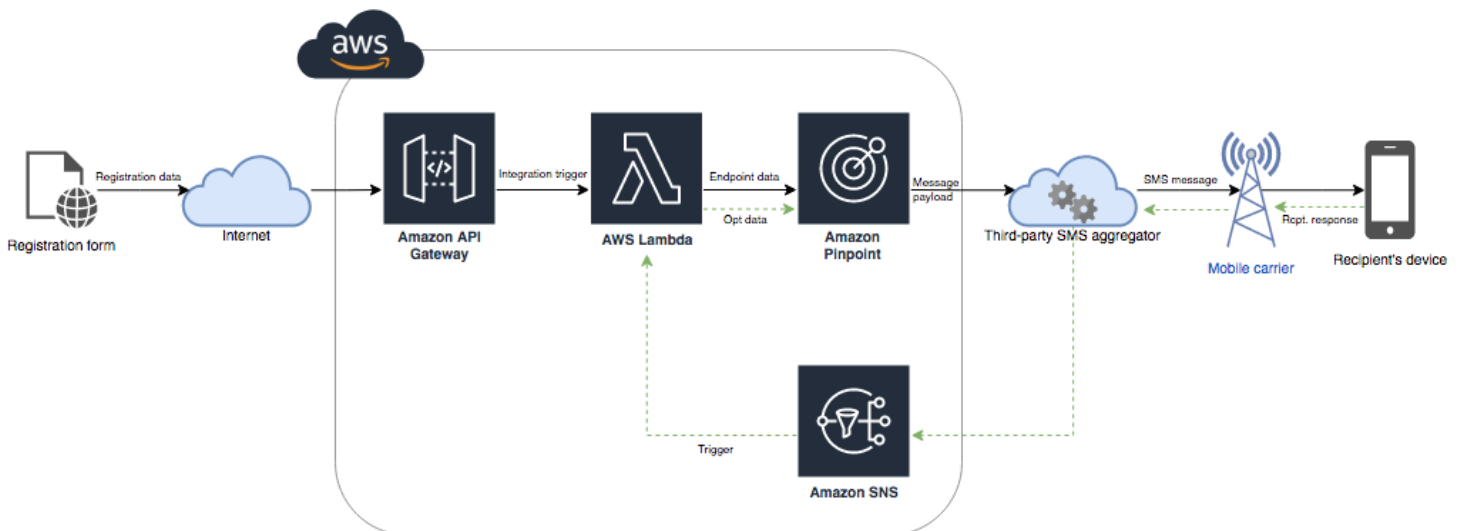 aws
Registration data
Integration trigger
Endpoint data
Opt data
Message
payload
SMS message
Rcpt. response
Registration form
Internet
Amazon API
Gateway
AWS Lambda
Amazon
Pinpoint
Third-party SMS aggregator
Mobile carrier
Recipient's device
</>
Trigger
Amazon SNS